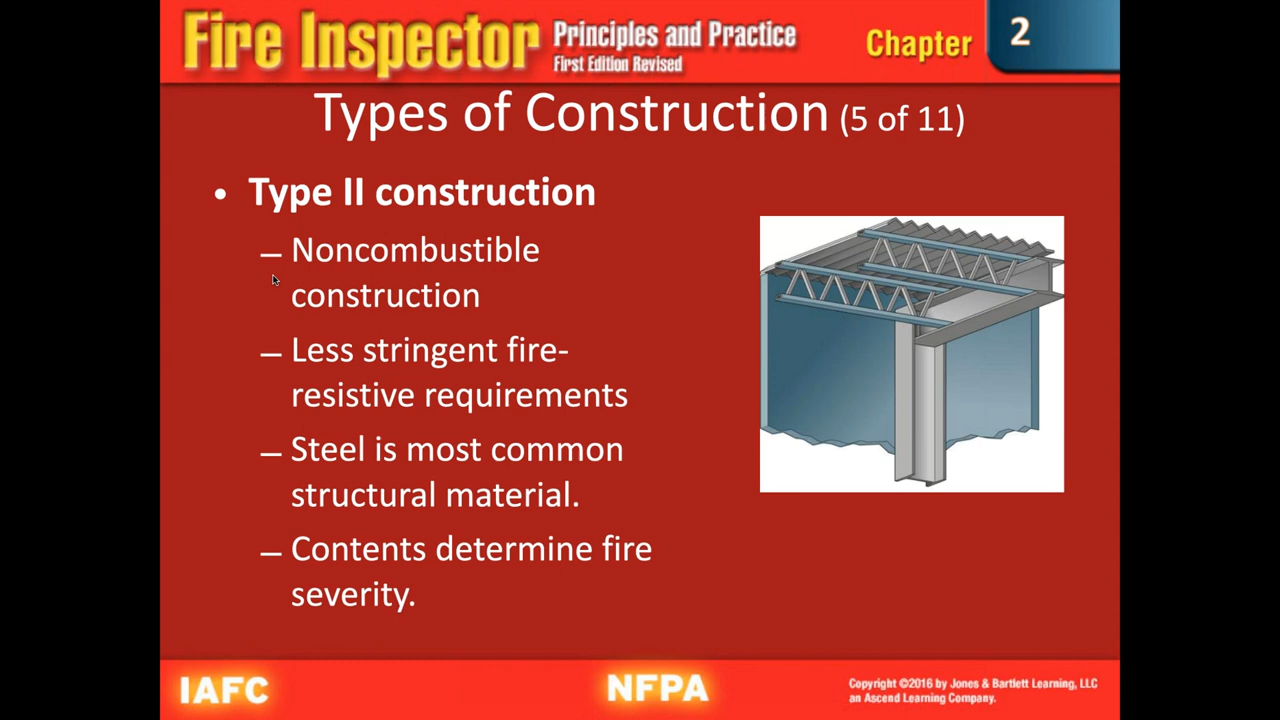 Fire Inspector Principles and Practice
First Edition Revised
Chapter 2
Types of Construction (5 of 11)
• Type II construction
– Noncombustible
construction
– Less stringent fire-
resistive requirements
– Steel is most common
structural material.
– Contents determine fire
severity.
IAFC
NFPA
Copyright ©2016 by Jones & Bartlett Learning, LLC
an Ascend Learning Company.